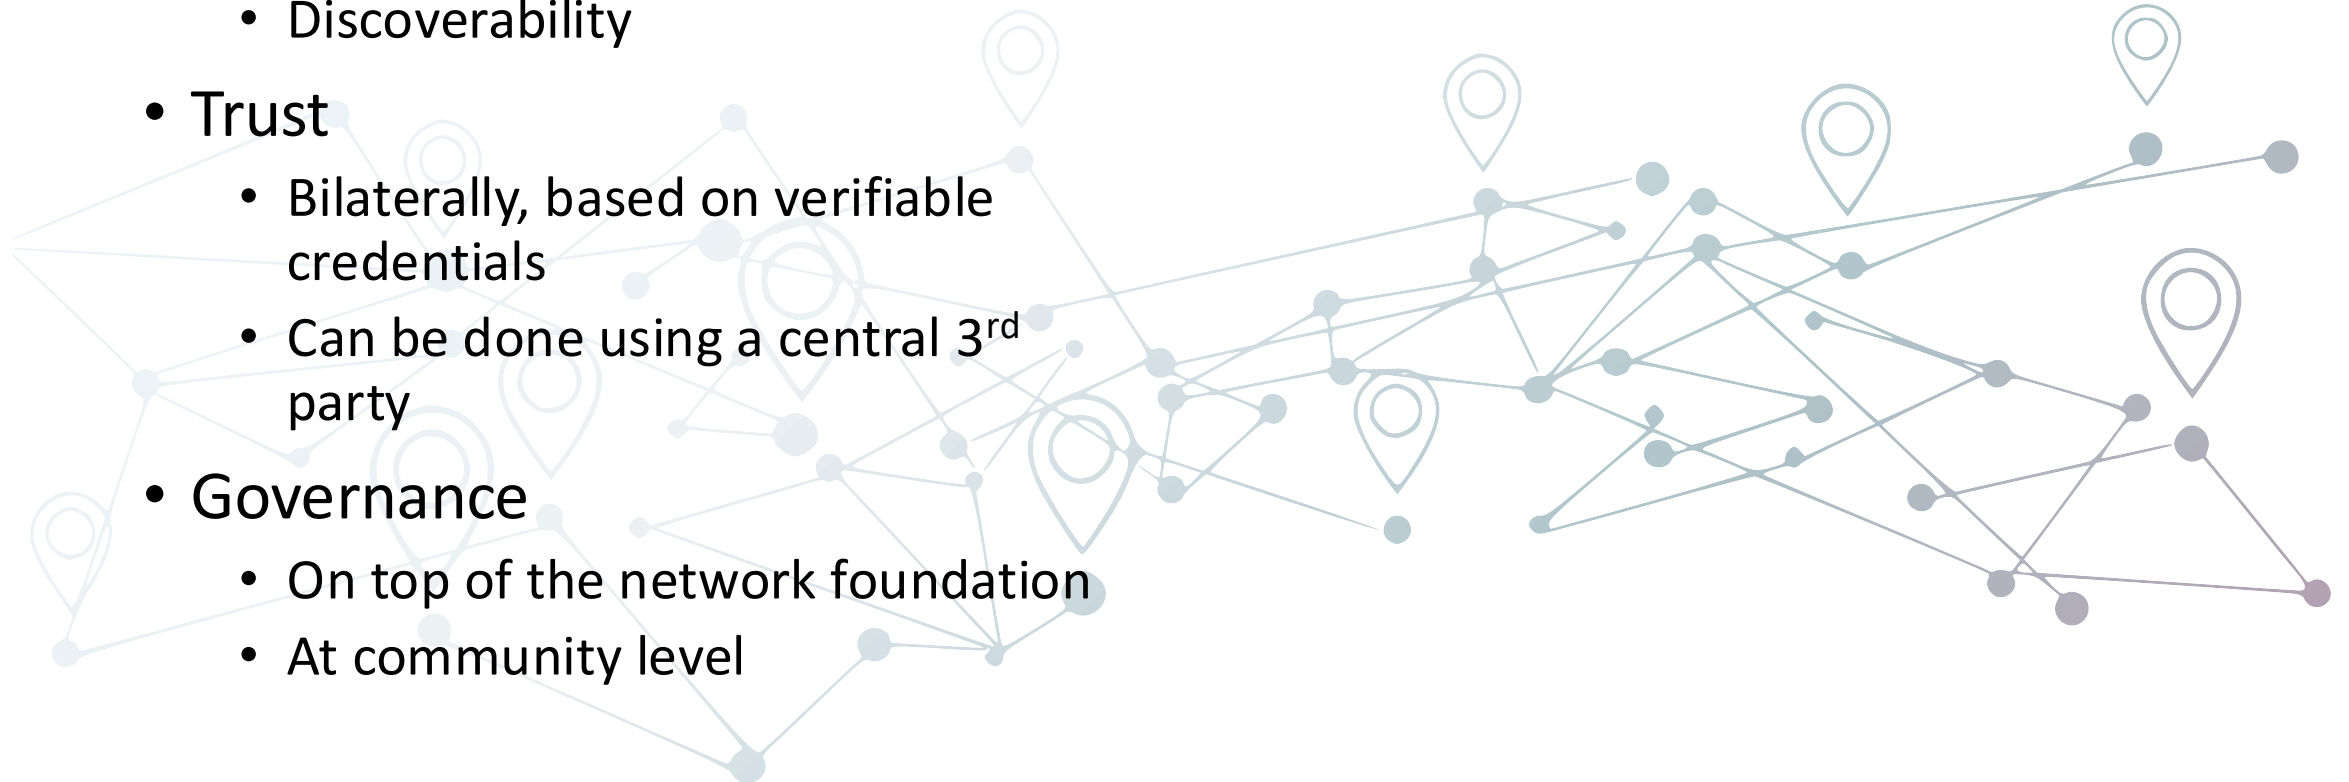 • Discoverability
• Trust
• Bilaterally, based on verifiable
credentials
• Can be done using a central 3rd
party
• Governance
• On top of the network foundation
• At community level